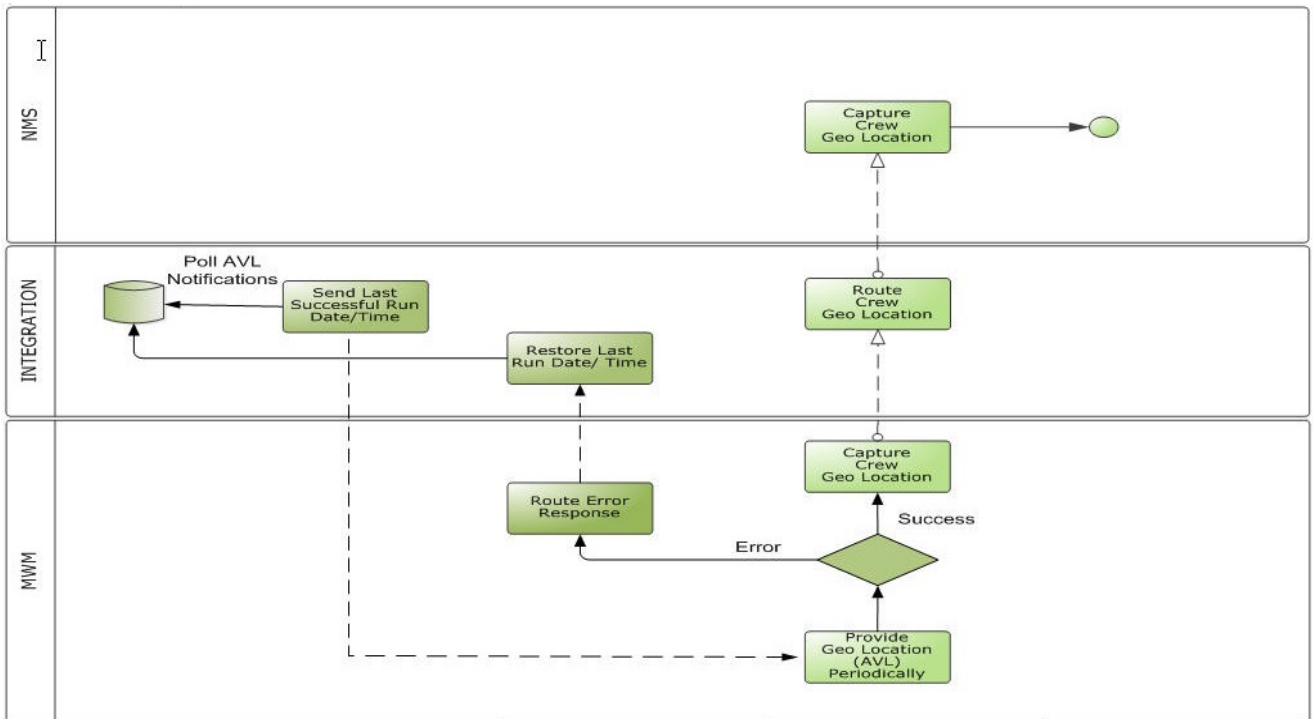 NMS
Capture
Crew
Geo Location
INTEGRATION
Poll AVL
Notifications
Send Last
Successful Run
Date/Time
Restore Last
Run Date/ Time
Route
Crew
Geo Location
MWM
Capture
Crew
Geo Location
Route Error
Response
Success
Error
Provide
Geo Location
(AVL)
Periodically